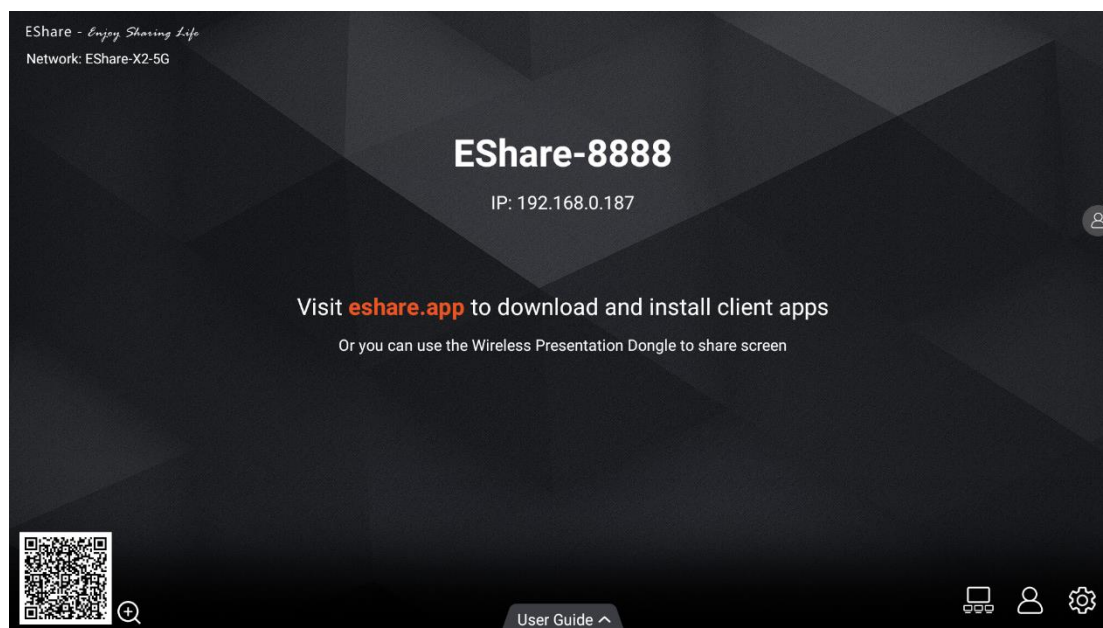 EShare - Enjoy Sharing Life
Network: EShare-X2-5G
EShare-8888
IP: 192.168.0.187
Visit eshare.app to download and install client apps
Or you can use the Wireless Presentation Dongle to share screen
User Guide